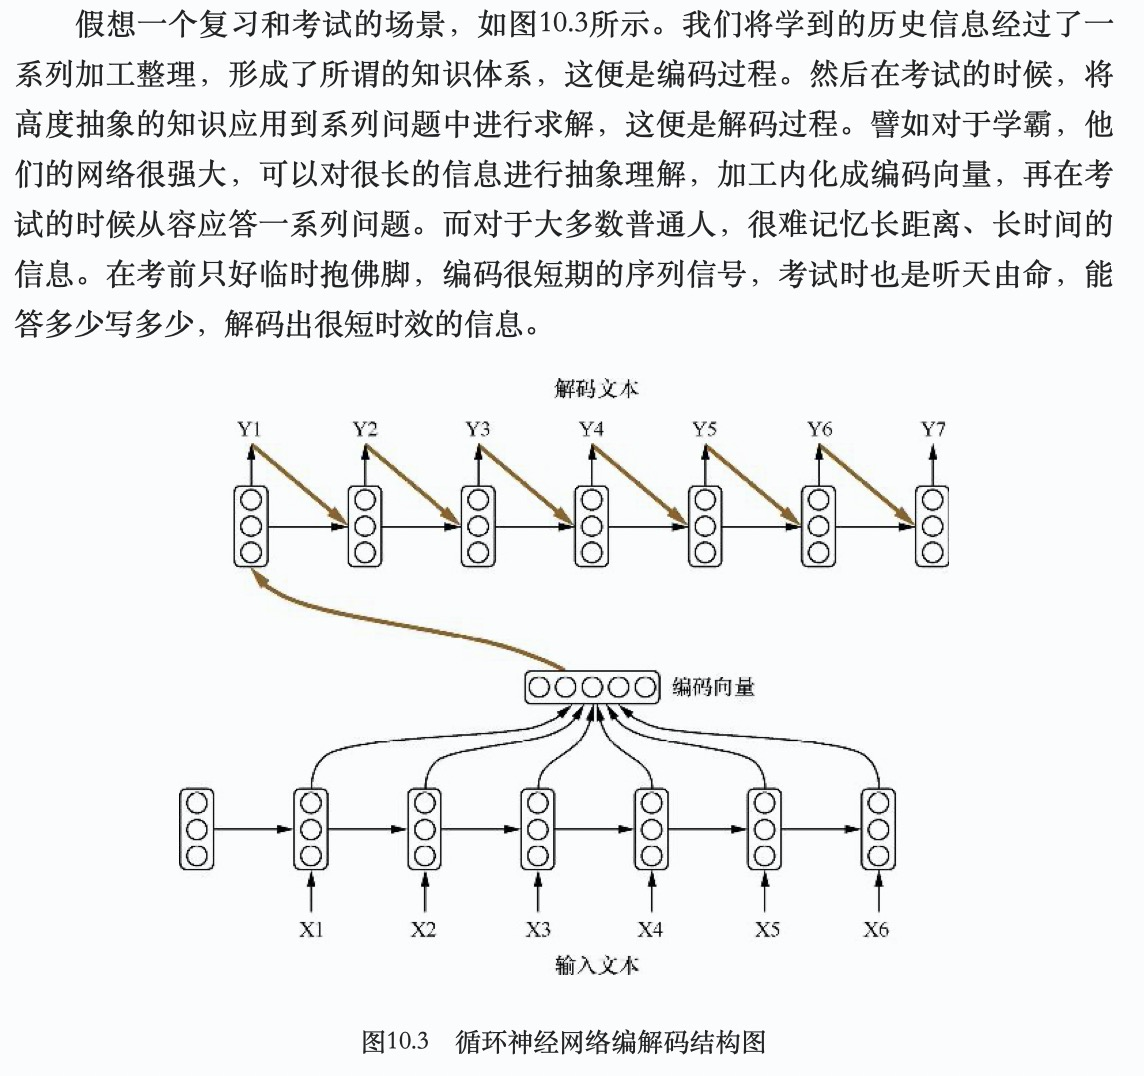 假想一个复习和考试的场景，如图10.3所示。我们将学到的历史信息经过了一
系列加工整理，形成了所谓的知识体系，这便是编码过程。然后在考试的时候，将
高度抽象的知识应用到系列问题中进行求解，这便是解码过程。譬如对于学霸，他
们的网络很强大，可以对很长的信息进行抽象理解，加工内化成编码向量，再在考
试的时候从容应答一系列问题。而对于大多数普通人，很难记忆长距离、长时间的
信息。在考前只好临时抱佛脚，编码很短期的序列信号，考试时也是听天由命，能
答多少写多少，解码出很短时效的信息。
解码文本
Y1 Y2 Y3 Y4 Y5 Y6 Y7
编码向量
X1 X2 X3 X4 X5 X6
输入文本
图10.3 循环神经网络编解码结构图